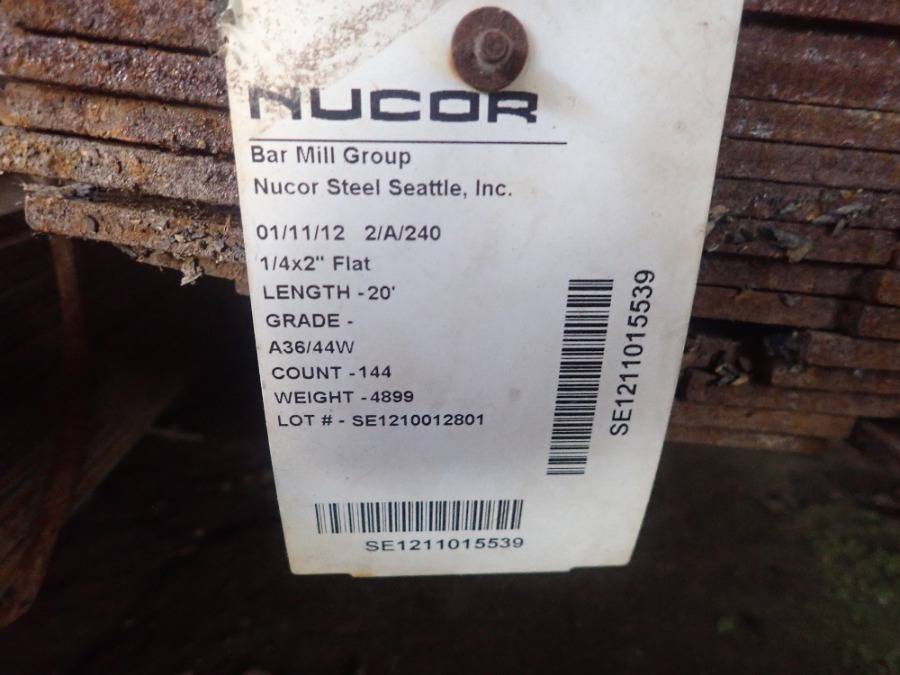 NUCOR
Bar Mill Group
Nucor Steel Seattle, Inc.
01/11/12 2/A/240
1/4x2" Flat
LENGTH -20'
GRADE -
A36/44W
COUNT -144
WEIGHT -4899
LOT # - SE1210012801
SE1211015539
SE1211015539